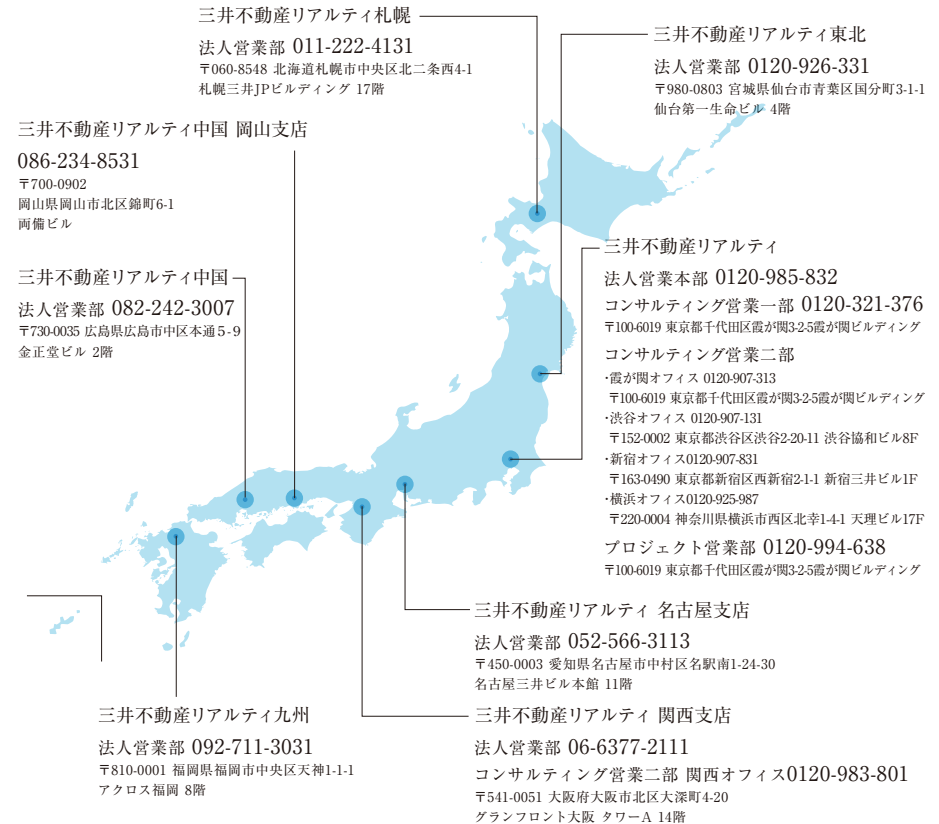 三井不動産リアルティ札幌
法人営業部 011-222-4131
〒060-8548 北海道札幌市中央区北二条西4-1
札幌三井JPビルディング 17階
三井不動産リアルティ東北
法人営業部 0120-926-331
〒980-0803 宮城県仙台市青葉区国分町3-1-1
仙台第一生命ビル 4階
三井不動産リアルティ中国 岡山支店
086-234-8531
〒700-0902
岡山県岡山市北区錦町6-1
両備ビル
三井不動産リアルティ中国
法人営業部 082-242-3007
〒730-0035 広島県広島市中区本通5-9
金正堂ビル 2階
三井不動産リアルティ
法人営業本部 0120-985-832
コンサルティング営業一部 0120-321-376
〒100-6019 東京都千代田区霞が関3-2-5霞が関ビルディング
コンサルティング営業二部
・霞が関オフィス 0120-907-313
〒100-6019 東京都千代田区霞が関3-2-5霞が関ビルディング
・渋谷オフィス 0120-907-131
〒152-0002 東京都渋谷区渋谷2-20-11 渋谷協和ビル8F
・新宿オフィス0120-907-831
〒163-0490 東京都新宿区西新宿2-1-1 新宿三井ビル1F
・横浜オフィス0120-925-987
〒220-0004 神奈川県横浜市西区北幸1-4-1 天理ビル17F
プロジェクト営業部 0120-994-638
〒100-6019 東京都千代田区霞が関3-2-5霞が関ビルディング
三井不動産リアルティ 名古屋支店
法人営業部 052-566-3113
〒450-0003 愛知県名古屋市中村区名駅南1-24-30
名古屋三井ビル本館 11階
三井不動産リアルティ九州
法人営業部 092-711-3031
〒810-0001 福岡県福岡市中央区天神1-1-1
アクロス福岡 8階
三井不動産リアルティ 関西支店
法人営業部 06-6377-2111
コンサルティング営業二部 関西オフィス0120-983-801
〒541-0051 大阪府大阪市北区大深町4-20
グランフロント大阪 タワーA 14階